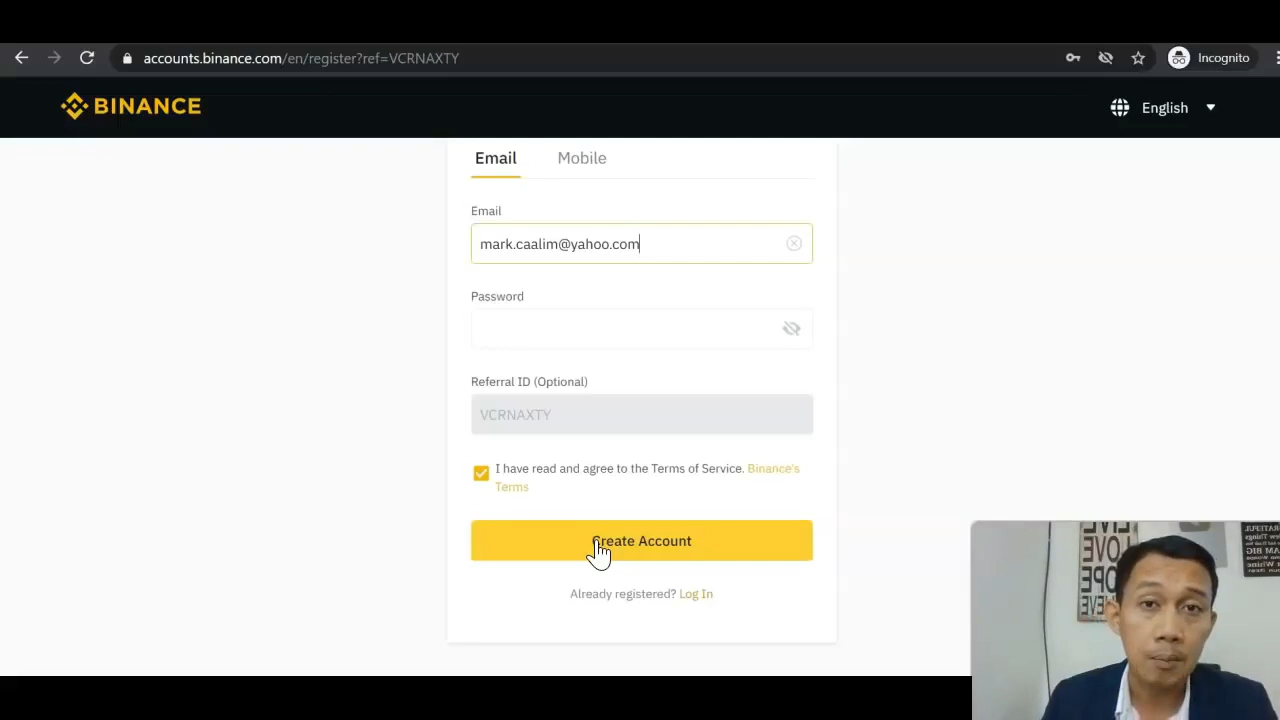 accounts.binance.com/en/register?ref=VCRNAXTY
Incognito
BINANCE
English
Email Mobile
Email
mark.caalim@yahoo.com
Password
Referral ID (Optional)
VCRNAXTY
I have read and agree to the Terms of Service. Binance's
Terms
Create Account
Already registered? Log In
LIVE
LOVE